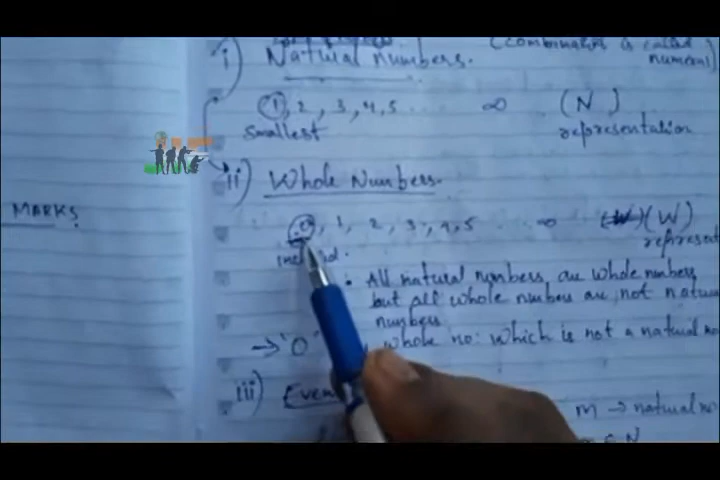 (combination is called
i) Natural numbers. numeral)
1, 2, 3, 4, 5 ∞ (N)
Smallest representation
ii) Whole Numbers.
MARKS
0, 1, 2, 3, 4, 5 ∞ (W) (W)
represent
All natural numbers are whole numbers
but all whole numbers are not natural
numbers
→ 'O' whole no. which is not a natural no
iii) Even
m → natural no